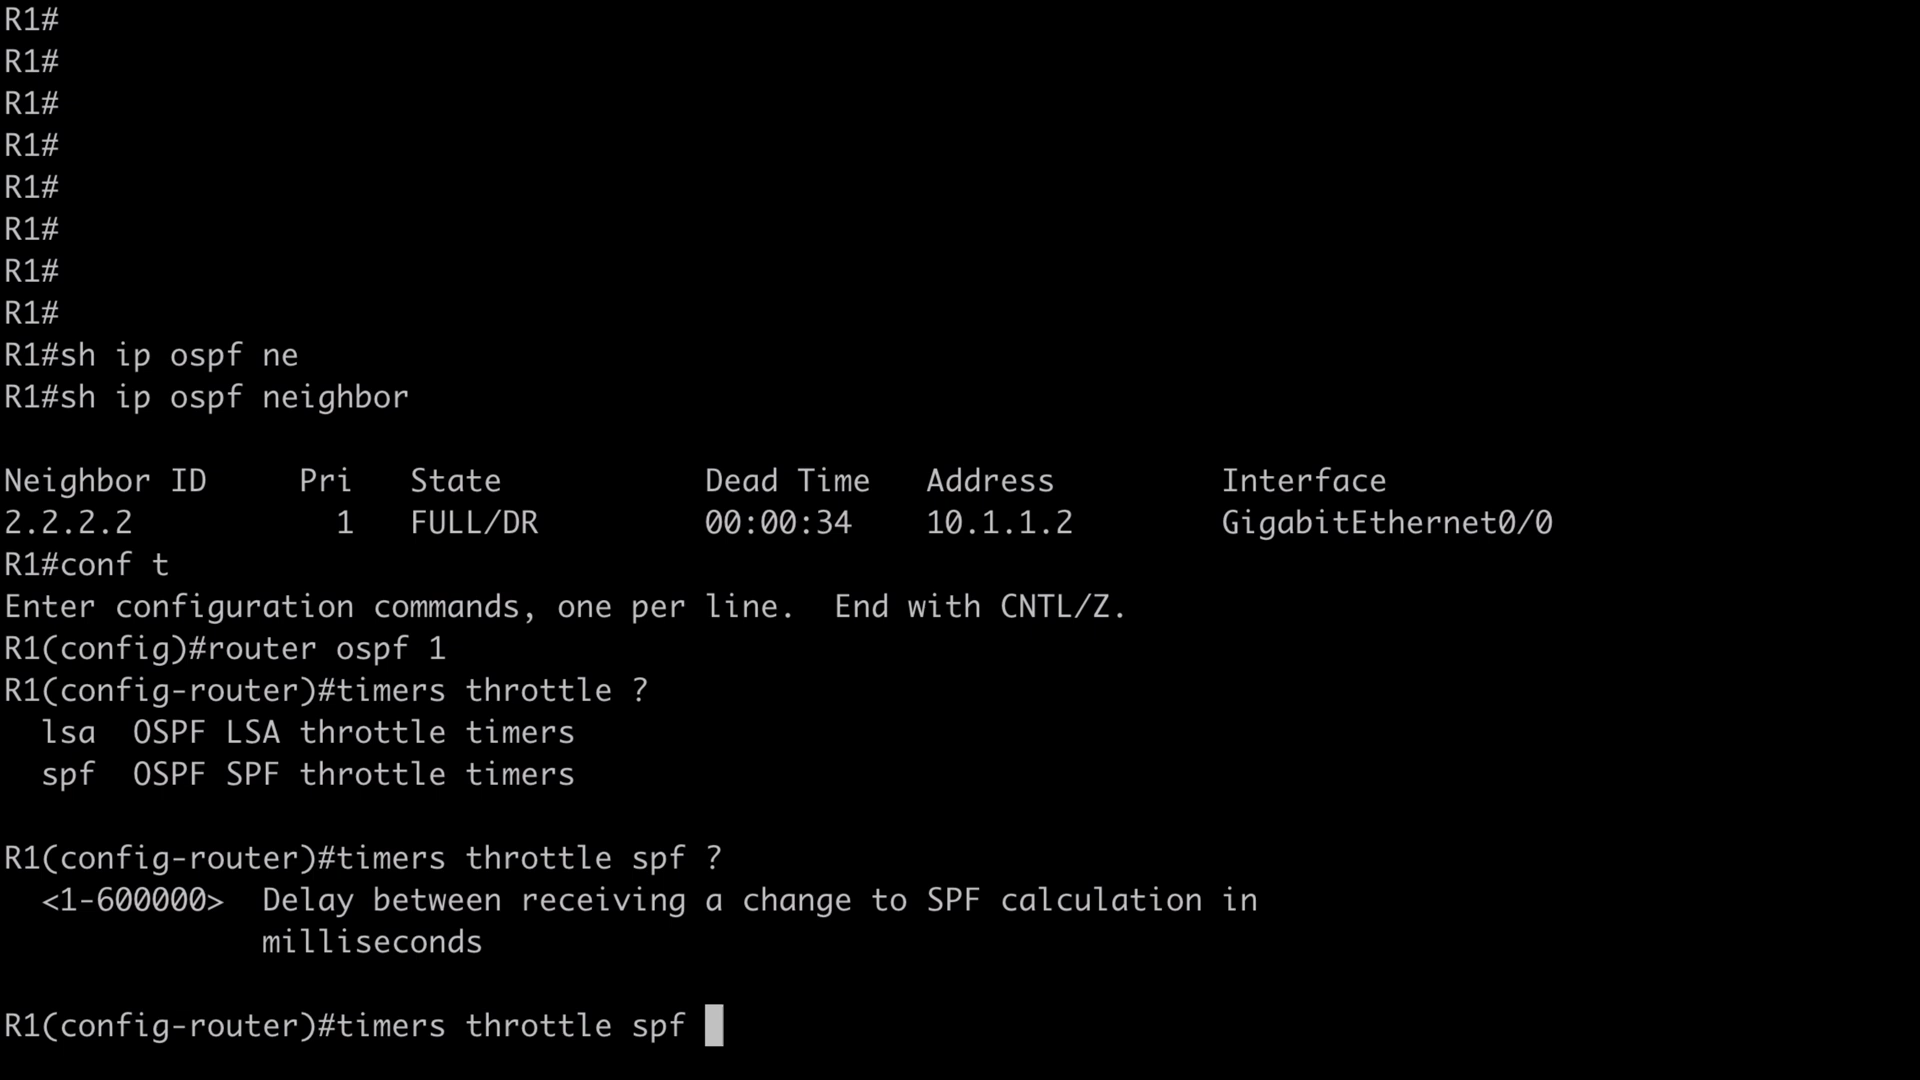 R1#
R1#
R1#
R1#
R1#
R1#
R1#
R1#
R1#sh ip ospf ne
R1#sh ip ospf neighbor
Neighbor ID     Pri   State           Dead Time   Address         Interface
2.2.2.2           1   FULL/DR         00:00:34    10.1.1.2        GigabitEthernet0/0
R1#conf t
Enter configuration commands, one per line.  End with CNTL/Z.
R1(config)#router ospf 1
R1(config-router)#timers throttle ?
  lsa  OSPF LSA throttle timers
  spf  OSPF SPF throttle timers
R1(config-router)#timers throttle spf ?
  <1-600000>  Delay between receiving a change to SPF calculation in
              milliseconds
R1(config-router)#timers throttle spf